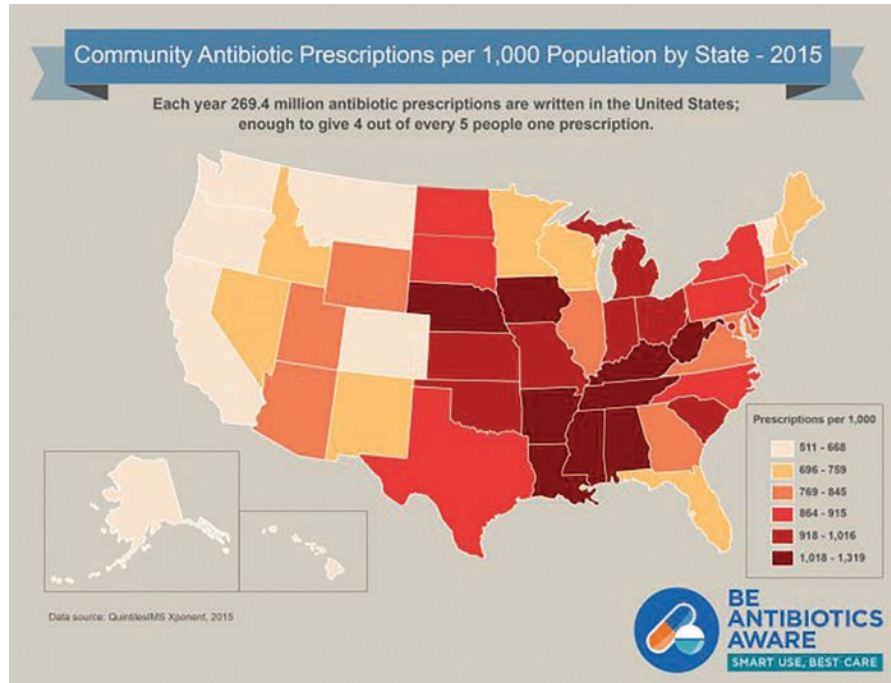 Community Antibiotic Prescriptions per 1,000 Population by State - 2015
Each year 269.4 million antibiotic prescriptions are written in the United States;
enough to give 4 out of every 5 people one prescription.
Prescriptions per 1,000
511 - 668
696 - 759
769 - 845
864 - 915
918 - 1,016
1,018 - 1,319
Data source: QuintilesIMS Xponent, 2015
BE
ANTIBIOTICS
AWARE
SMART USE, BEST CARE